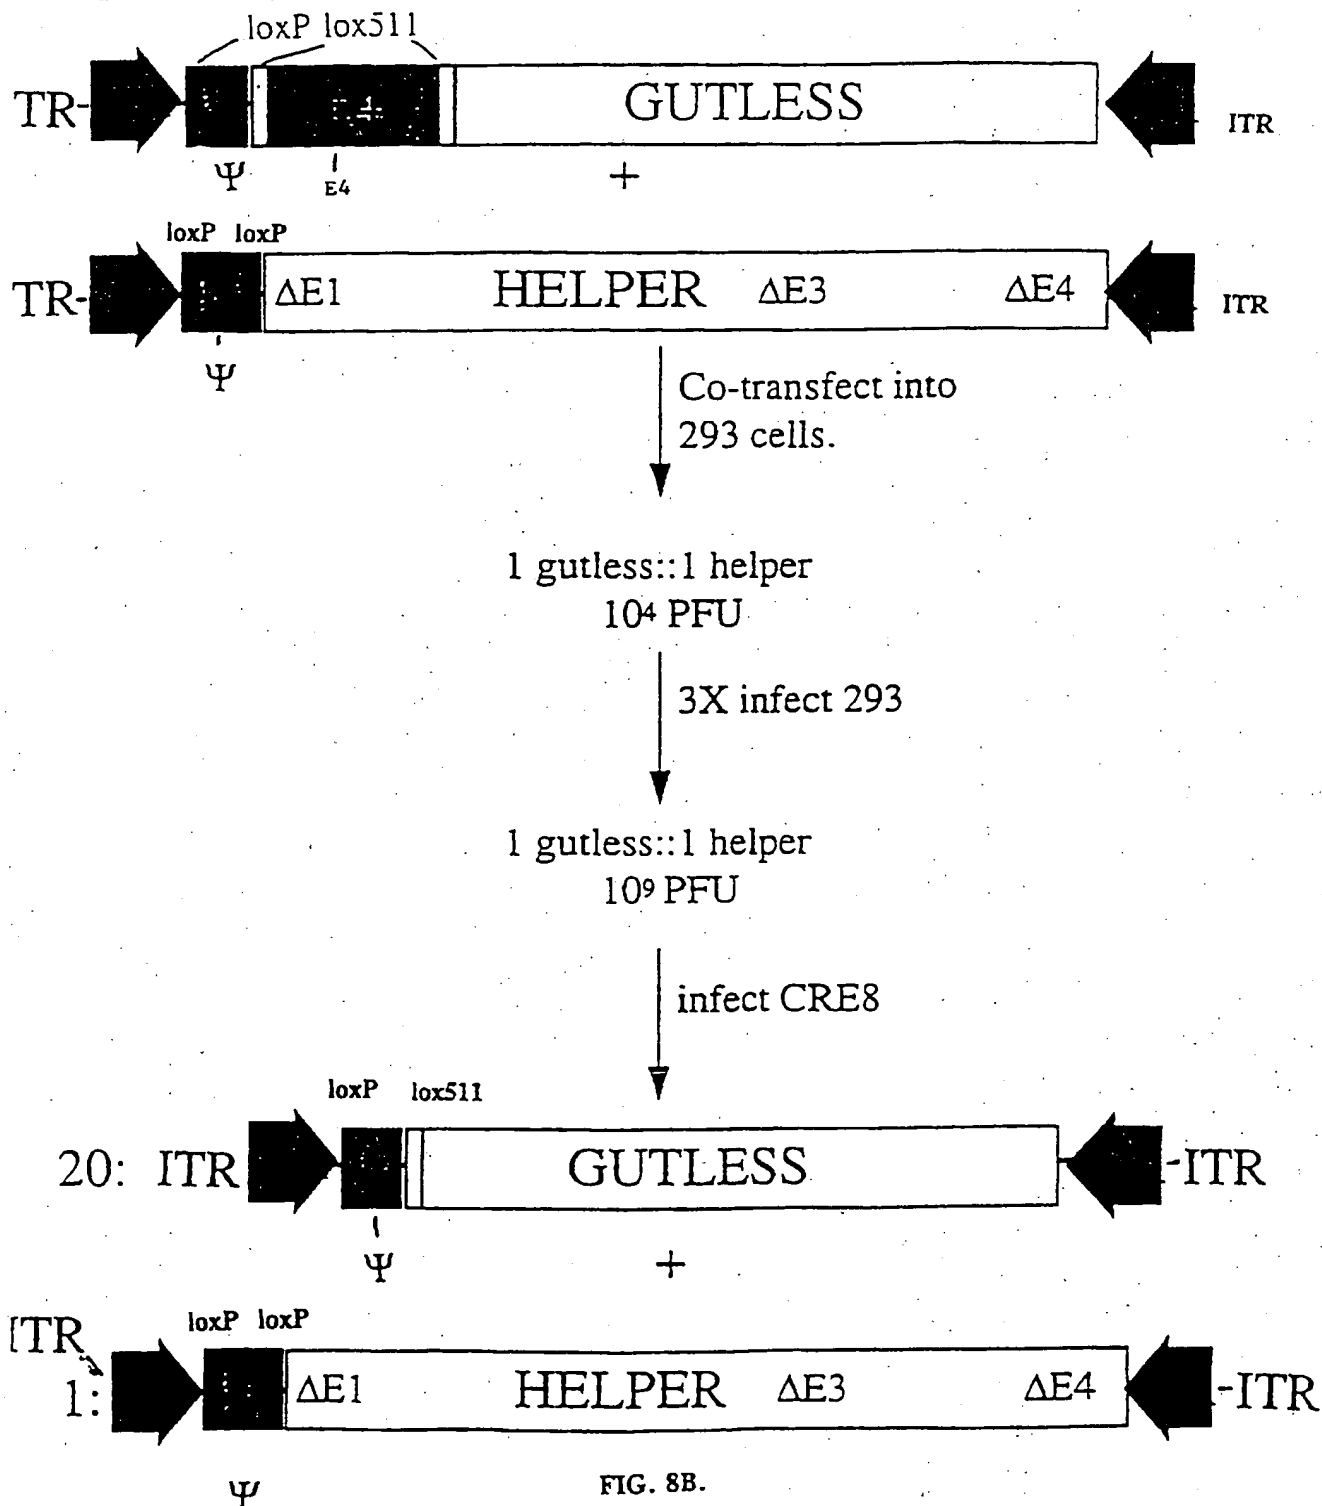 loxP lox511
TR- GUTLESS ITR
Ψ E4 +
loxP loxP
TR- ΔE1 HELPER ΔE3 ΔE4 ITR
Ψ
Co-transfect into
293 cells.
1 gutless::1 helper
10⁴ PFU
3X infect 293
1 gutless::1 helper
10⁹ PFU
infect CRE8
loxP lox511
20: ITR GUTLESS -ITR
Ψ +
loxP loxP
ITR
1: ΔE1 HELPER ΔE3 ΔE4 -ITR
Ψ
FIG. 8B.